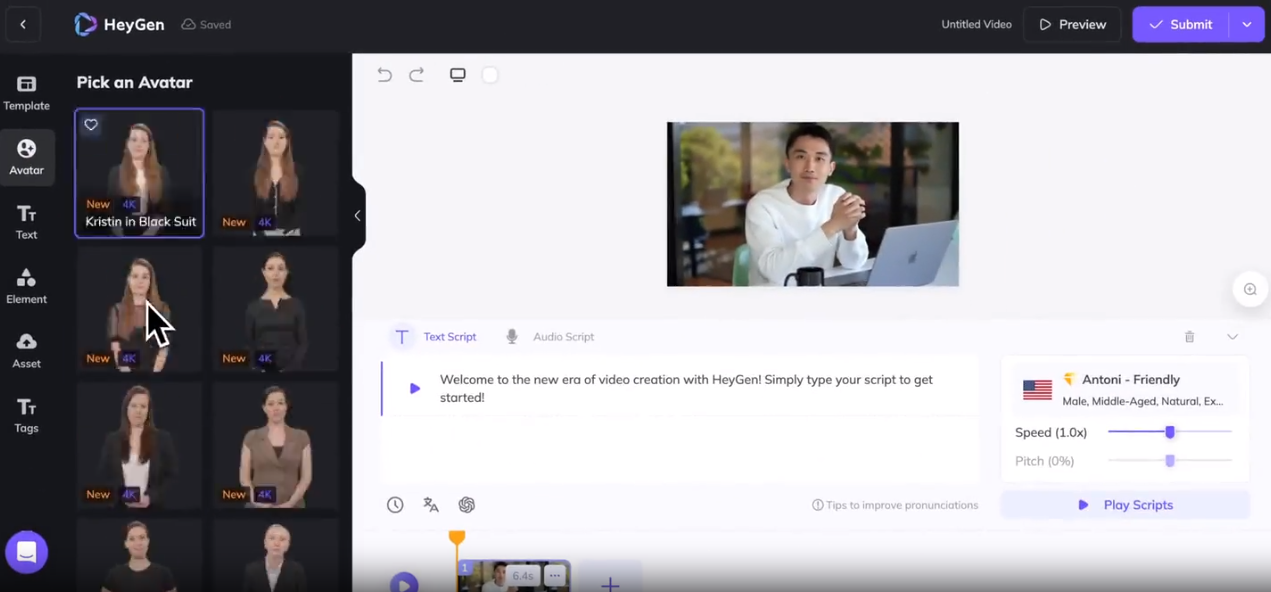 HeyGen
Saved
Untitled Video
Preview
Submit
Template
Avatar
Text
Element
Asset
Tags
Pick an Avatar
New 4K
Kristin in Black Suit
New 4K
New 4K
New 4K
New 4K
New 4K
Text Script
Audio Script
Welcome to the new era of video creation with HeyGen! Simply type your script to get
started!
Tips to improve pronunciations
Antoni - Friendly
Male, Middle-Aged, Natural, Ex...
Speed (1.0x)
Pitch (0%)
Play Scripts
1
6.4s